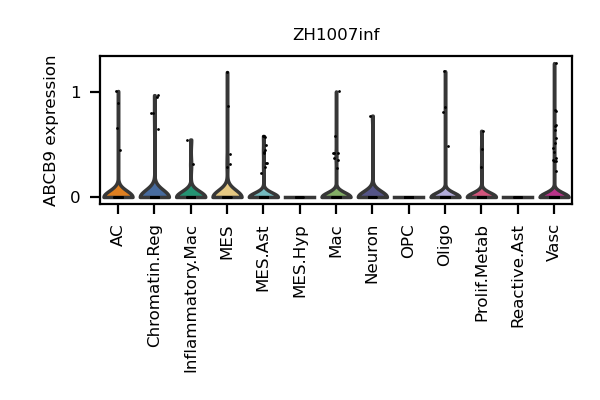 ZH1007inf
ABCB9 expression
1
0
AC
Chromatin.Reg
Inflammatory.Mac
MES
MES.Ast
MES.Hyp
Mac
Neuron
OPC
Oligo
Prolif.Metab
Reactive.Ast
Vasc